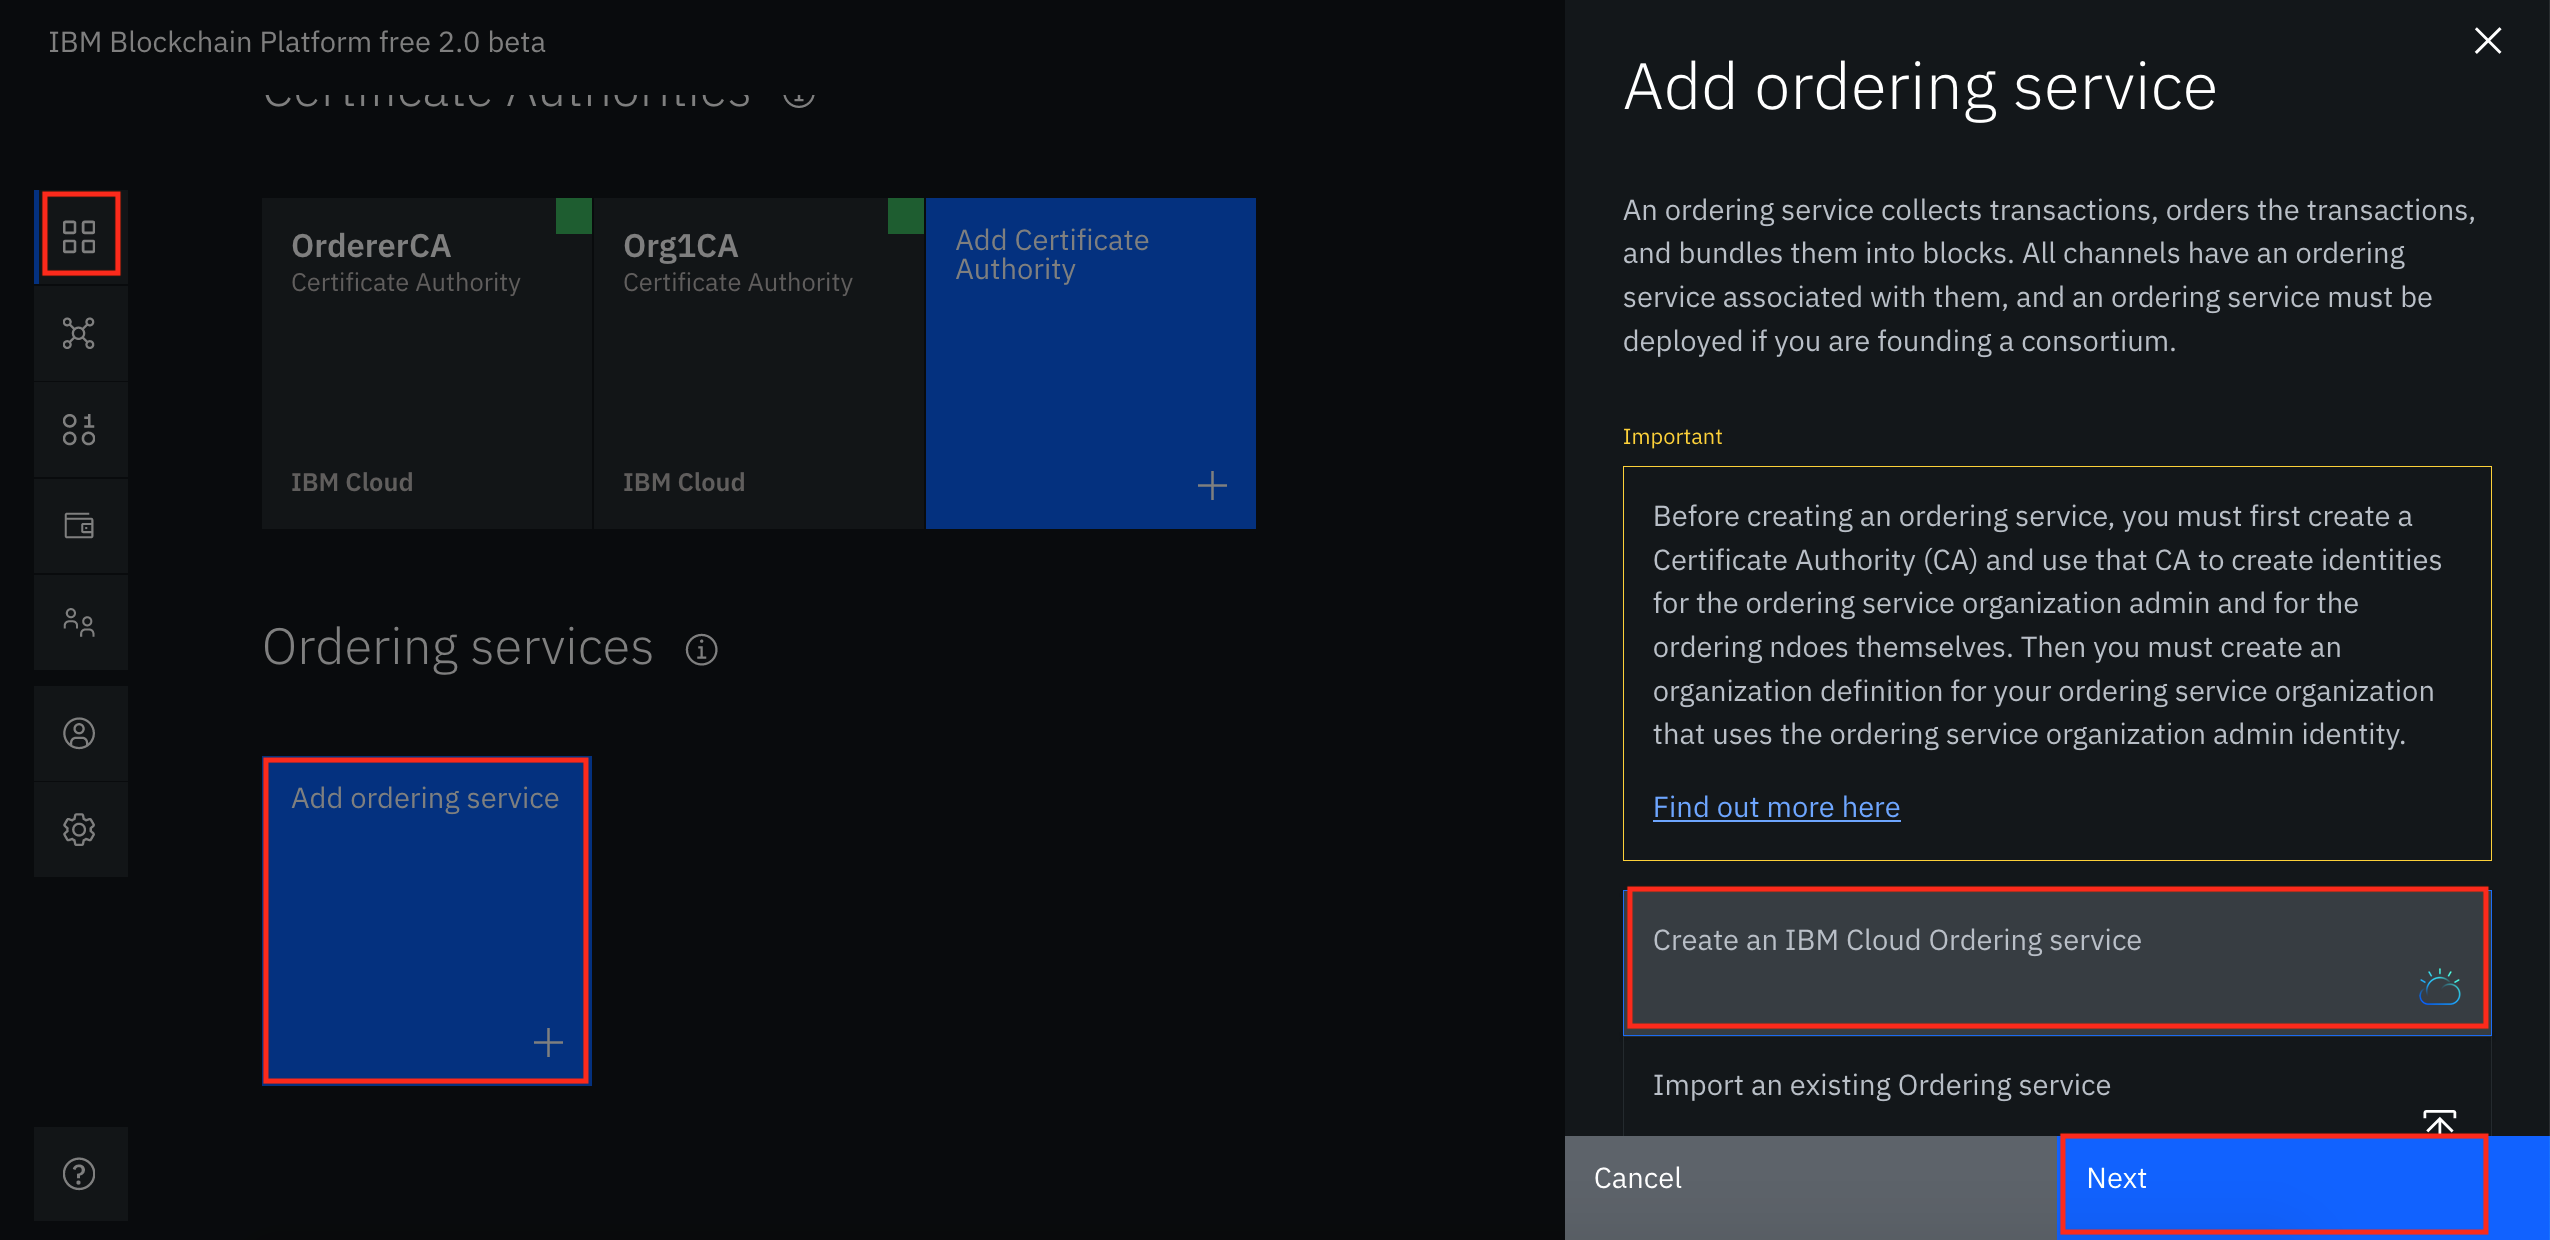 IBM Blockchain Platform free 2.0 beta
Certificate Authorities
OrdererCA
Certificate Authority
IBM Cloud
Org1CA
Certificate Authority
IBM Cloud
Add Certificate
Authority
Ordering services
Add ordering service
Add ordering service
An ordering service collects transactions, orders the transactions,
and bundles them into blocks. All channels have an ordering
service associated with them, and an ordering service must be
deployed if you are founding a consortium.
Important
Before creating an ordering service, you must first create a
Certificate Authority (CA) and use that CA to create identities
for the ordering service organization admin and for the
ordering ndoes themselves. Then you must create an
organization definition for your ordering service organization
that uses the ordering service organization admin identity.
Find out more here
Create an IBM Cloud Ordering service
Import an existing Ordering service
Cancel
Next